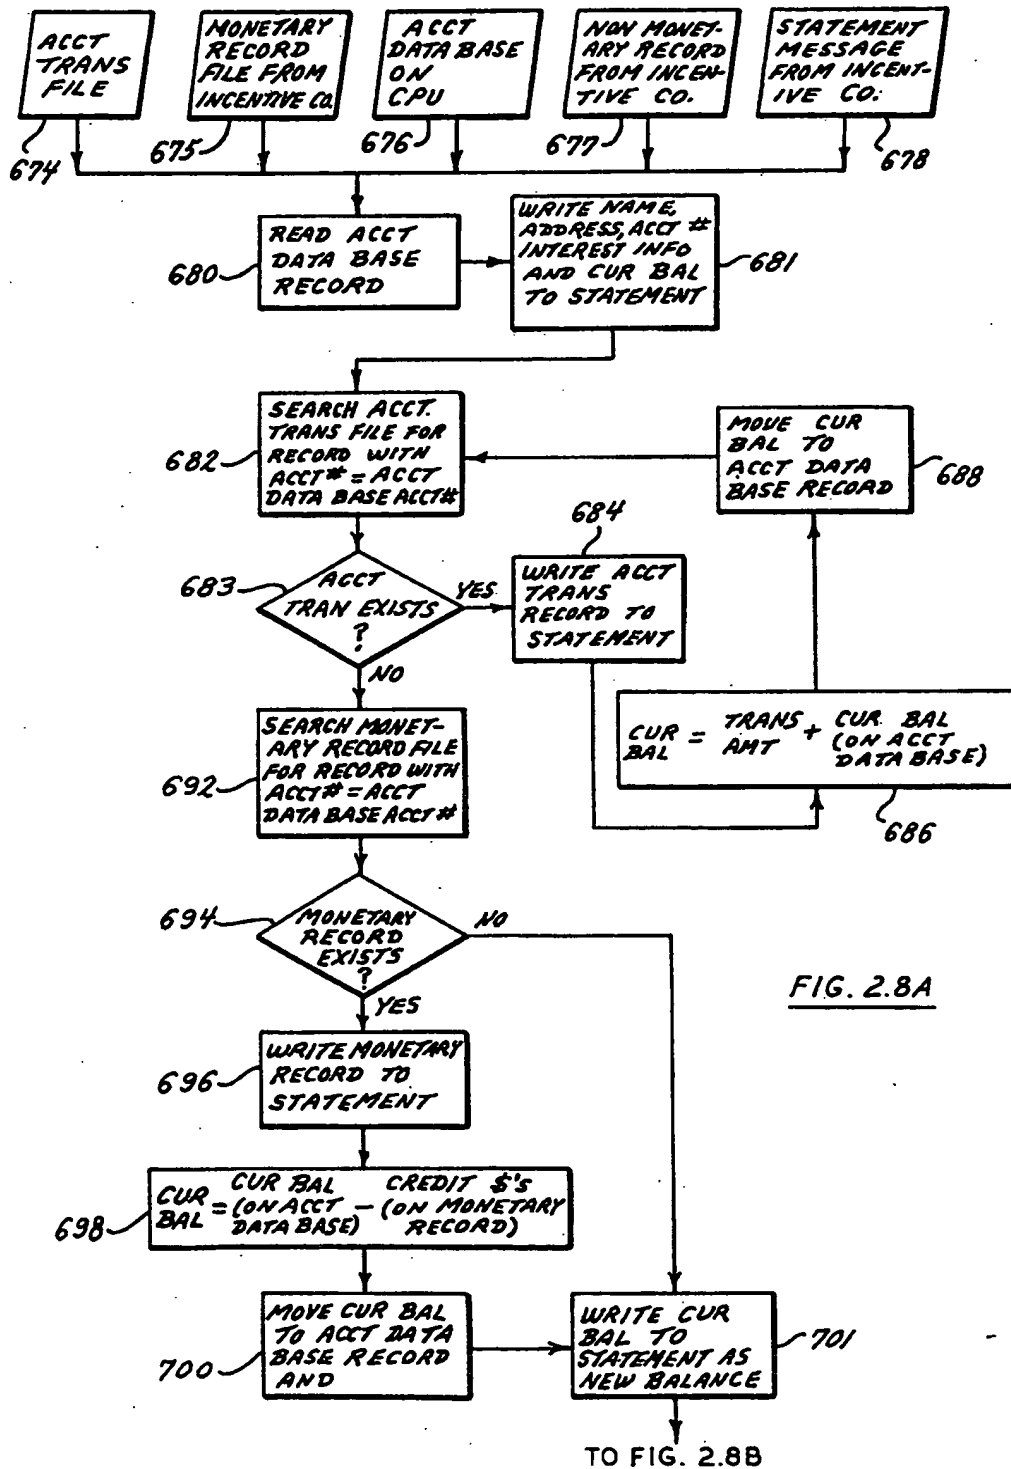 ACCT
TRANS
FILE
674
MONETARY
RECORD
FILE FROM
INCENTIVE CO.
675
ACCT
DATA BASE
ON
CPU
676
NON MONET-
ARY RECORD
FROM INCEN-
TIVE CO.
677
STATEMENT
MESSAGE
FROM INCENT-
IVE CO.
678
READ ACCT
DATA BASE
RECORD
680
WRITE NAME,
ADDRESS, ACCT #
INTEREST INFO
AND CUR BAL
TO STATEMENT
681
SEARCH ACCT.
TRANS FILE FOR
RECORD WITH
ACCT# = ACCT
DATA BASE ACCT#
682
MOVE CUR
BAL TO
ACCT DATA
BASE RECORD
688
ACCT
TRAN EXISTS
?
683
YES
NO
684
WRITE ACCT
TRANS
RECORD TO
STATEMENT
CUR BAL = TRANS AMT + CUR BAL
(ON ACCT
DATA BASE)
686
SEARCH MONET-
ARY RECORD FILE
FOR RECORD WITH
ACCT# = ACCT
DATA BASE ACCT#
692
MONETARY
RECORD
EXISTS
?
694
NO
YES
FIG. 2.8A
WRITE MONETARY
RECORD TO
STATEMENT
696
CUR BAL CREDIT $'S
CUR BAL = (ON ACCT - (ON MONETARY
DATA BASE) RECORD)
698
MOVE CUR BAL
TO ACCT DATA
BASE RECORD
AND
700
WRITE CUR
BAL TO
STATEMENT AS
NEW BALANCE
701
TO FIG. 2.8B